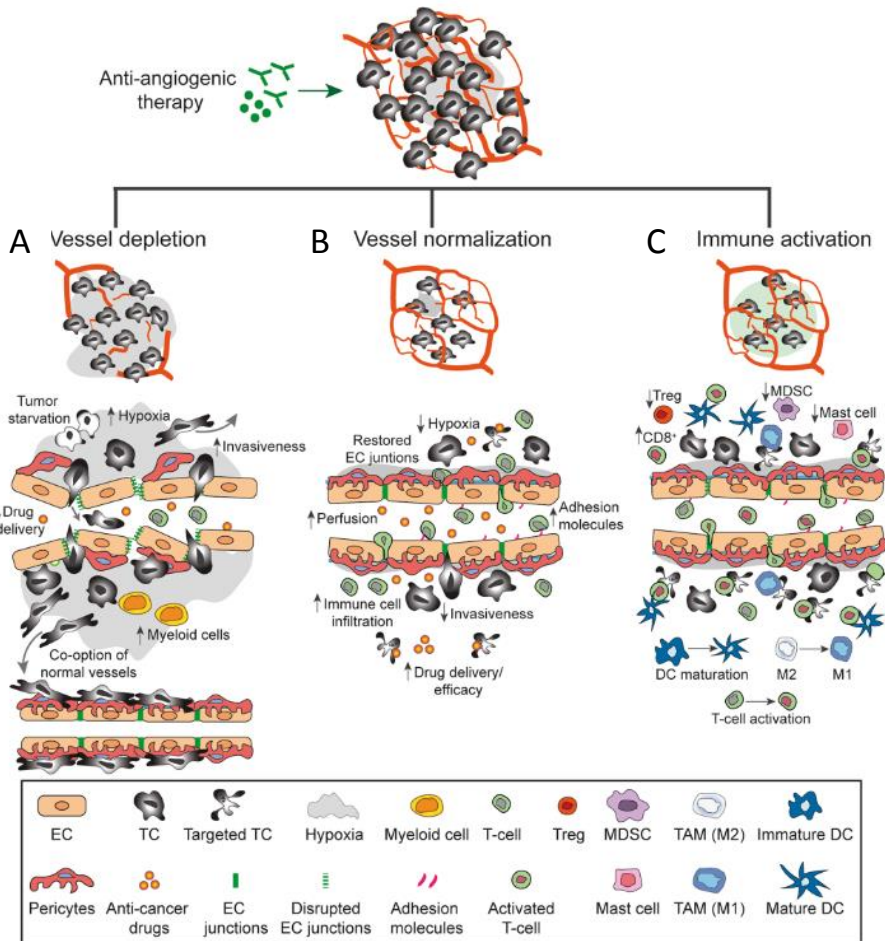 Anti-angiogenic
therapy
A Vessel depletion
B Vessel normalization
C Immune activation
Tumor
starvation
↑ Hypoxia
↑ Invasiveness
Drug
delivery
↑ Myeloid cells
Co-option of
normal vessels
↓ Hypoxia
Restored
EC juntions
↑ Perfusion
↑ Adhesion
molecules
↑ Immune cell
infiltration
↓ Invasiveness
↑ Drug delivery/
efficacy
↓ Treg
↓ MDSC
↓ Mast cell
↑ CD8⁺
DC maturation
M2
M1
T-cell activation
EC
TC
Targeted TC
Hypoxia
Myeloid cell
T-cell
Treg
MDSC
TAM (M2)
Immature DC
Pericytes
Anti-cancer
drugs
EC
junctions
Disrupted
EC junctions
Adhesion
molecules
Activated
T-cell
Mast cell
TAM (M1)
Mature DC